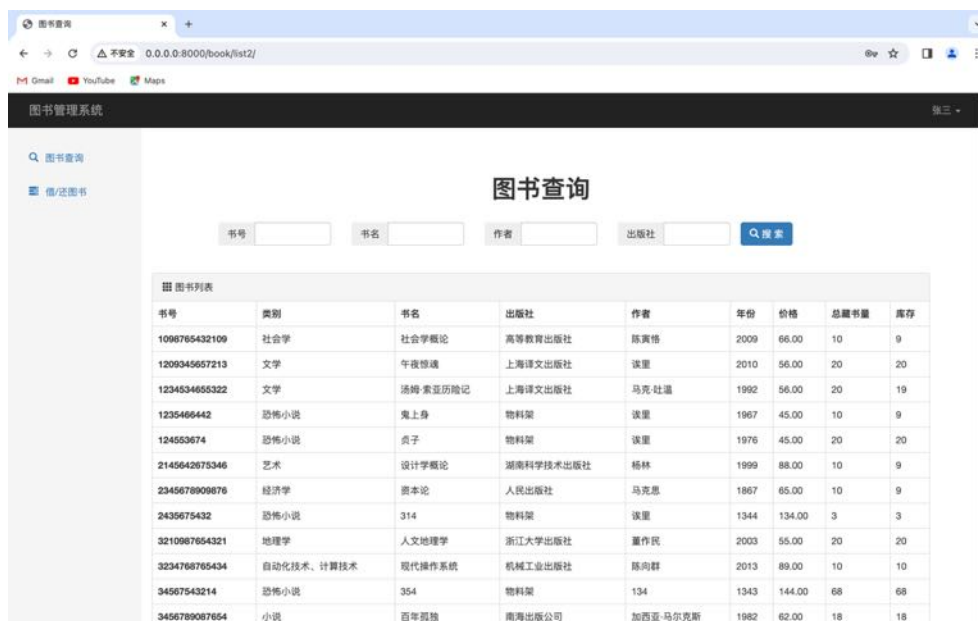 图书查询
不安全 0.0.0.0:8000/book/list2/
Gmail YouTube Maps
图书管理系统 张三
图书查询
借/还图书
图书查询
书号 书名 作者 出版社 搜索
图书列表
书号 类别 书名 出版社 作者 年份 价格 总藏书量 库存
1098765432109 社会学 社会学概论 高等教育出版社 陈寅恪 2009 66.00 10 9
1209345657213 文学 午夜惊魂 上海译文出版社 诶里 2010 56.00 20 20
1234534655322 文学 汤姆·索亚历险记 上海译文出版社 马克·吐温 1992 56.00 20 19
1235466442 恐怖小说 鬼上身 物料架 诶里 1967 45.00 10 9
124553674 恐怖小说 贞子 物料架 诶里 1976 45.00 20 20
2145642675346 艺术 设计学概论 湖南科学技术出版社 杨林 1999 88.00 10 9
2345678909876 经济学 资本论 人民出版社 马克思 1867 65.00 10 9
2435675432 恐怖小说 314 物料架 诶里 1344 134.00 3 3
3210987654321 地理学 人文地理学 浙江大学出版社 董作民 2003 55.00 20 20
3234768765434 自动化技术、计算技术 现代操作系统 机械工业出版社 陈向群 2013 89.00 10 10
34567543214 恐怖小说 354 物料架 134 1343 144.00 68 68
3456789087654 小说 百年孤独 南海出版公司 加西亚·马尔克斯 1982 62.00 18 18